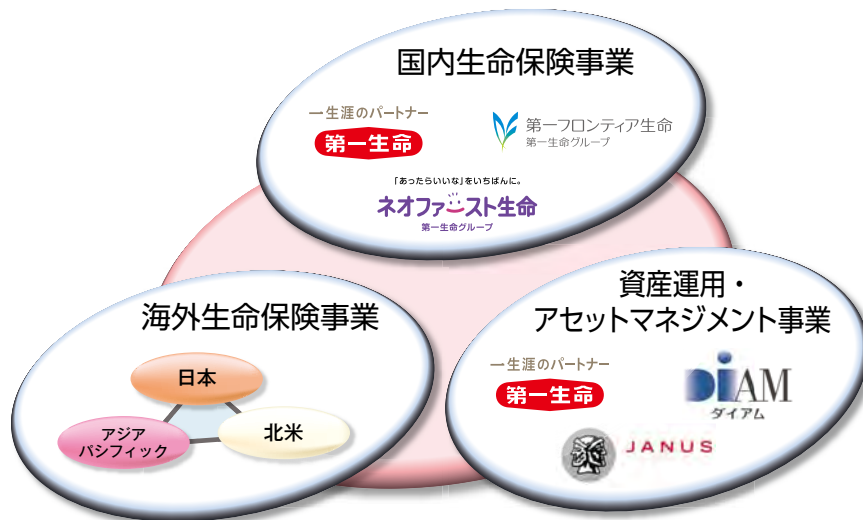 国内生命保険事業
一生涯のパートナー
第一生命
第一フロンティア生命
第一生命グループ
「あったらいいな」をいちばんに。
ネオファースト生命
第一生命グループ
海外生命保険事業
日本
アジア
パシフィック
北米
資産運用・
アセットマネジメント事業
一生涯のパートナー
第一生命
DIAM
ダイアム
JANUS